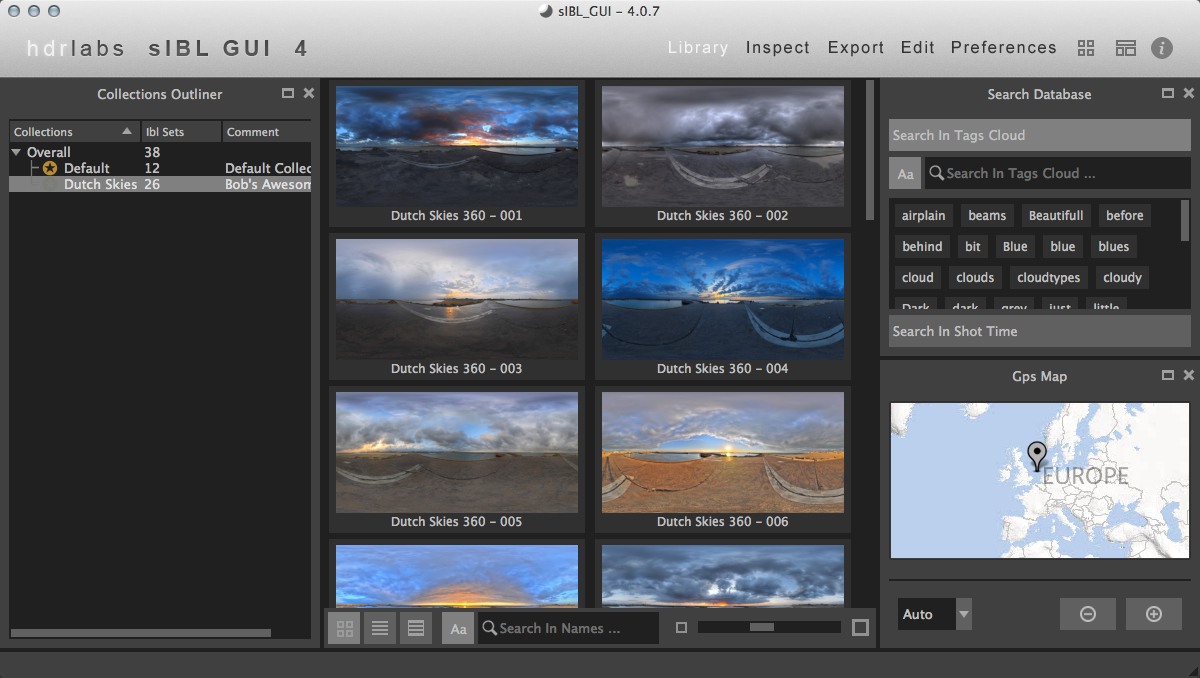 sIBL_GUI - 4.0.7
hdrlabs sIBL GUI 4
Library Inspect Export Edit Preferences
Collections Outliner
Collections Ibl Sets Comment
Overall 38
Default 12 Default Collec
Dutch Skies 26 Bob's Awesom
Dutch Skies 360 - 001
Dutch Skies 360 - 002
Dutch Skies 360 - 003
Dutch Skies 360 - 004
Dutch Skies 360 - 005
Dutch Skies 360 - 006
Aa Search In Names ...
Search Database
Search In Tags Cloud
Aa Search In Tags Cloud ...
airplain beams Beautifull before
behind bit Blue blue blues
cloud clouds cloudtypes cloudy
Dark dark grey just little
Search In Shot Time
Gps Map
EUROPE
Auto